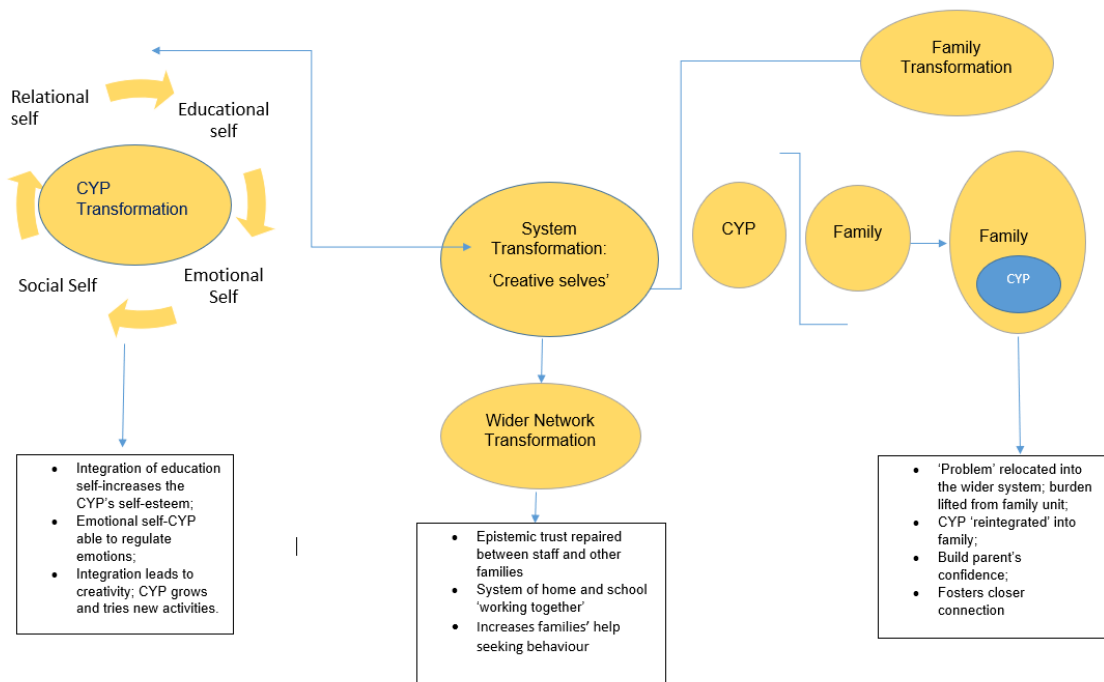 Relational
self
Educational
self
CYP
Transformation
Social Self
Emotional
Self
• Integration of education
self-increases the
CYP's self-esteem;
• Emotional self-CYP
able to regulate
emotions;
• Integration leads to
creativity; CYP grows
and tries new activities.
System
Transformation:
'Creative selves'
Wider Network
Transformation
• Epistemic trust repaired
between staff and other
families
• System of home and school
'working together'
• Increases families' help
seeking behaviour
Family
Transformation
CYP
Family
Family
CYP
• 'Problem' relocated into
the wider system; burden
lifted from family unit;
• CYP 'reintegrated' into
family;
• Build parent's
confidence;
• Fosters closer
connection